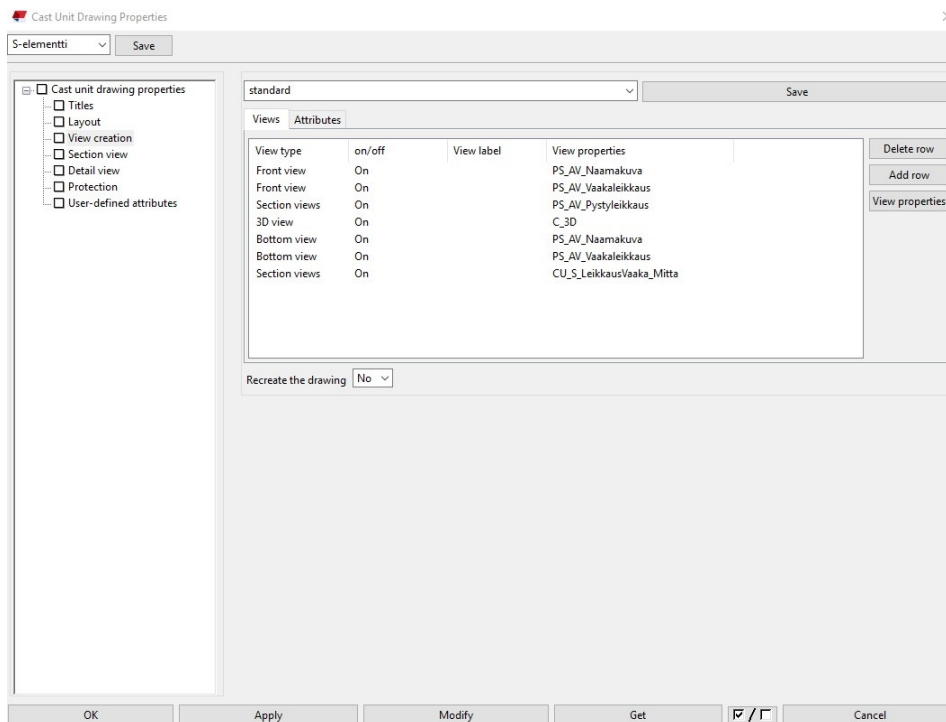 Cast Unit Drawing Properties
S-elementti Save
Cast unit drawing properties
Titles
Layout
View creation
Section view
Detail view
Protection
User-defined attributes
standard Save
Views Attributes
View type on/off View label View properties
Front view On PS_AV_Naamakuva
Front view On PS_AV_Vaakaleikkaus
Section views On PS_AV_Pystyleikkaus
3D view On C_3D
Bottom view On PS_AV_Naamakuva
Bottom view On PS_AV_Vaakaleikkaus
Section views On CU_S_LeikkausVaaka_Mitta
Delete row
Add row
View properties
Recreate the drawing No
OK Apply Modify Get / Cancel